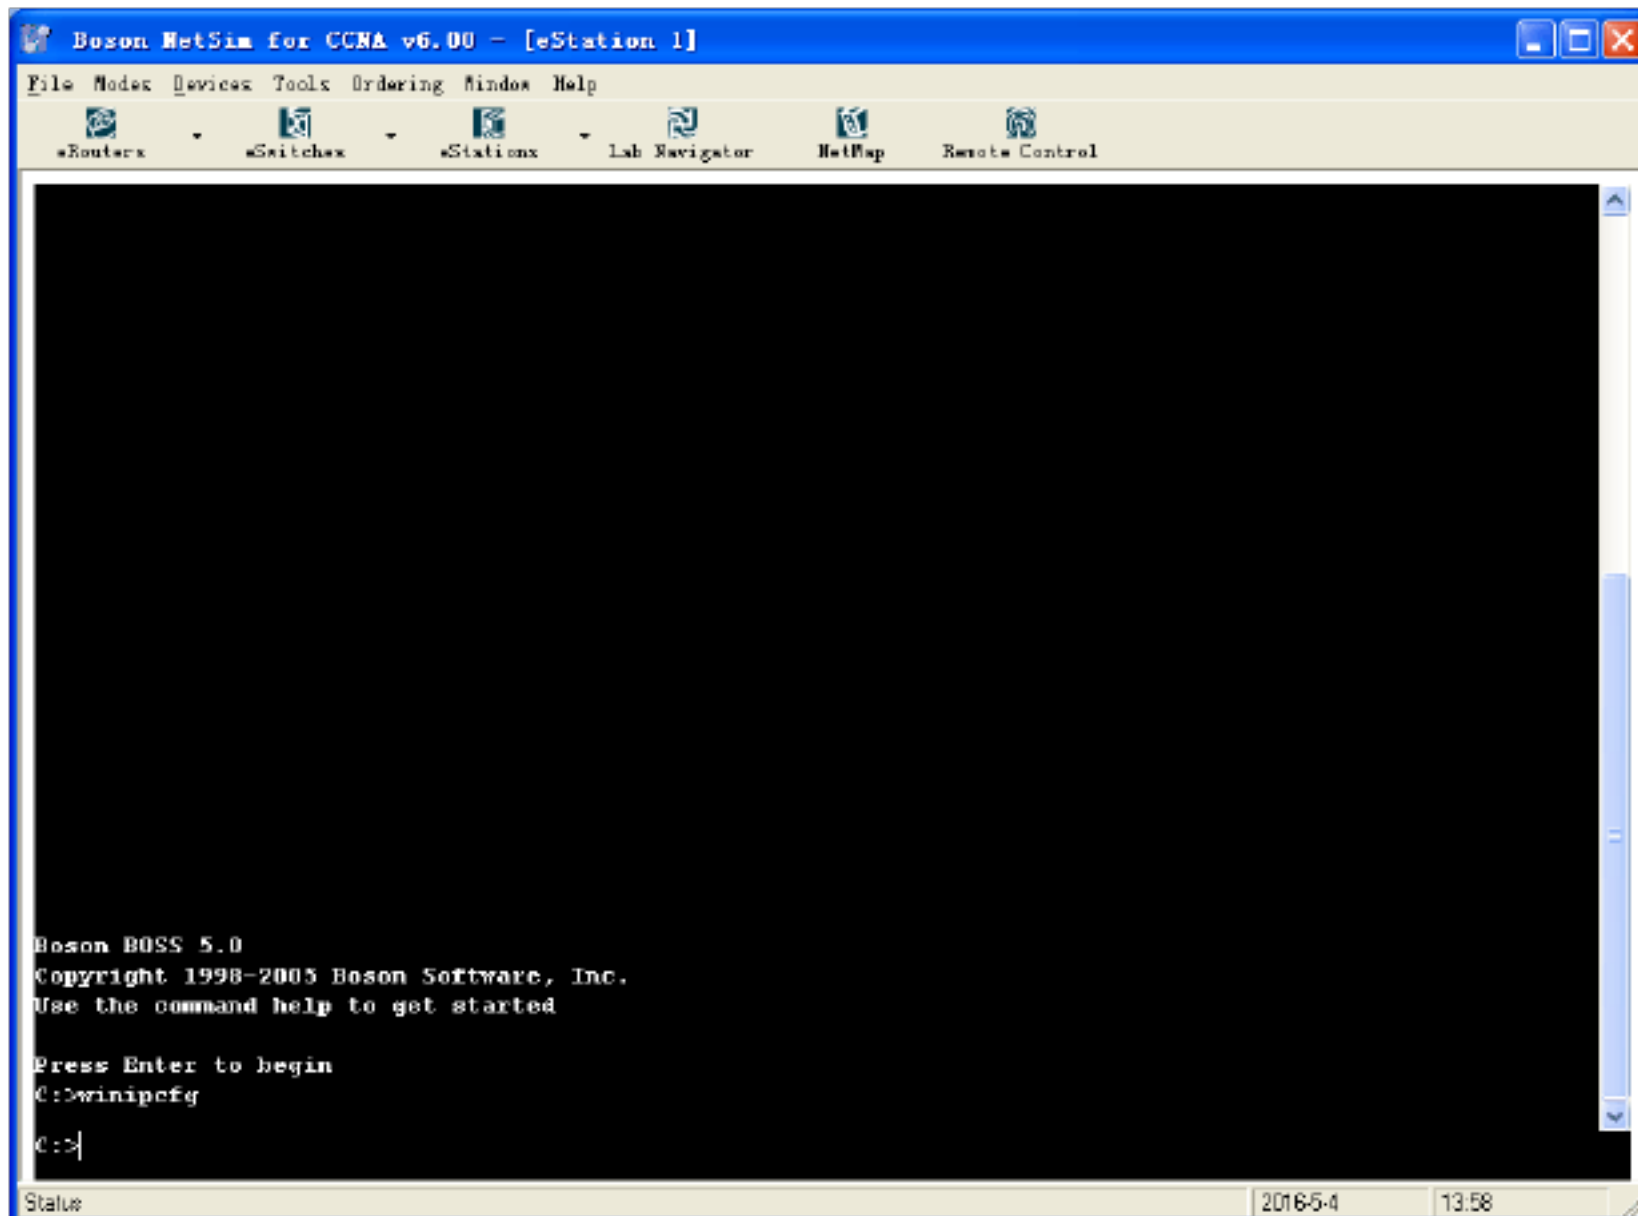 Boson NetSim for CCNA v6.00 - [eStation 1]
File Modes Devices Tools Ordering Window Help
eRouters eSwitches eStations Lab Navigator NetMap Remote Control
Boson BOSS 5.0
Copyright 1998-2005 Boson Software, Inc.
Use the command help to get started
Press Enter to begin
C:>winipcfg
C:>
Status 2016-5-4 13:58